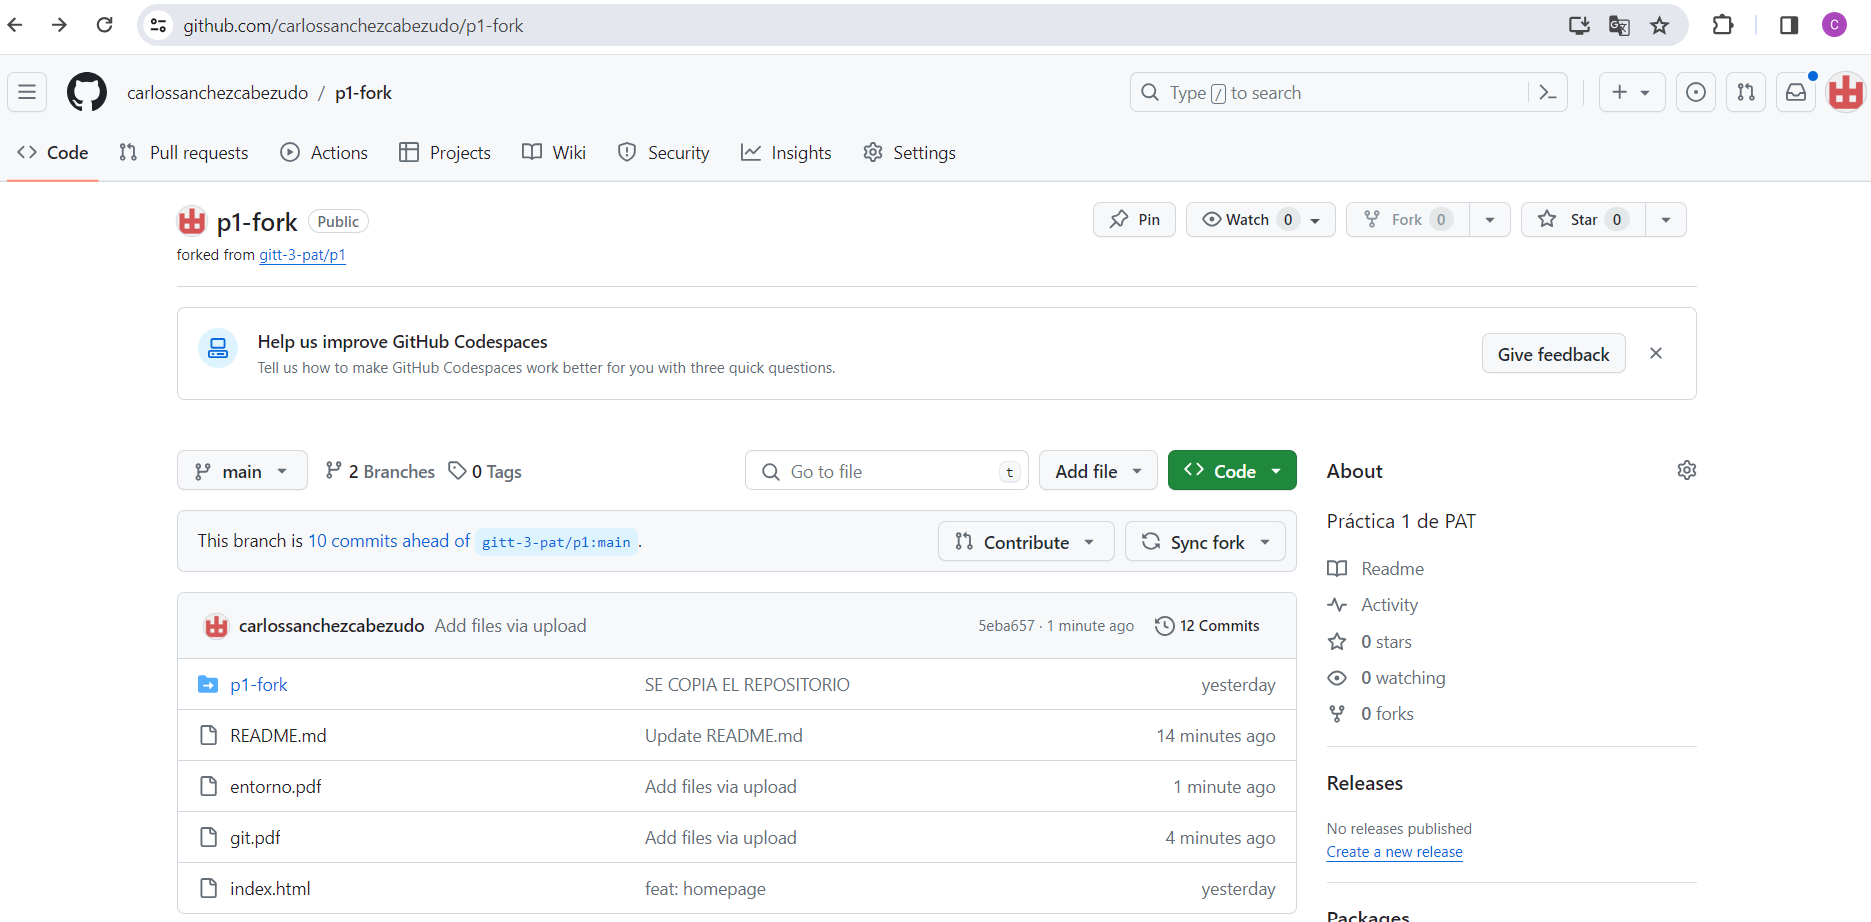 github.com/carlossanchezcabezudo/p1-fork
C
carlossanchezcabezudo / p1-fork
Type / to search
Code Pull requests Actions Projects Wiki Security Insights Settings
p1-fork Public
Pin Watch 0 Fork 0 Star 0
forked from gitt-3-pat/p1
Help us improve GitHub Codespaces
Tell us how to make GitHub Codespaces work better for you with three quick questions.
Give feedback
main 2 Branches 0 Tags
Go to file t Add file Code
This branch is 10 commits ahead of gitt-3-pat/p1:main .
Contribute Sync fork
carlossanchezcabezudo Add files via upload 5eba657 · 1 minute ago 12 Commits
p1-fork SE COPIA EL REPOSITORIO yesterday
README.md Update README.md 14 minutes ago
entorno.pdf Add files via upload 1 minute ago
git.pdf Add files via upload 4 minutes ago
index.html feat: homepage yesterday
About
Práctica 1 de PAT
Readme
Activity
0 stars
0 watching
0 forks
Releases
No releases published
Create a new release
Packages